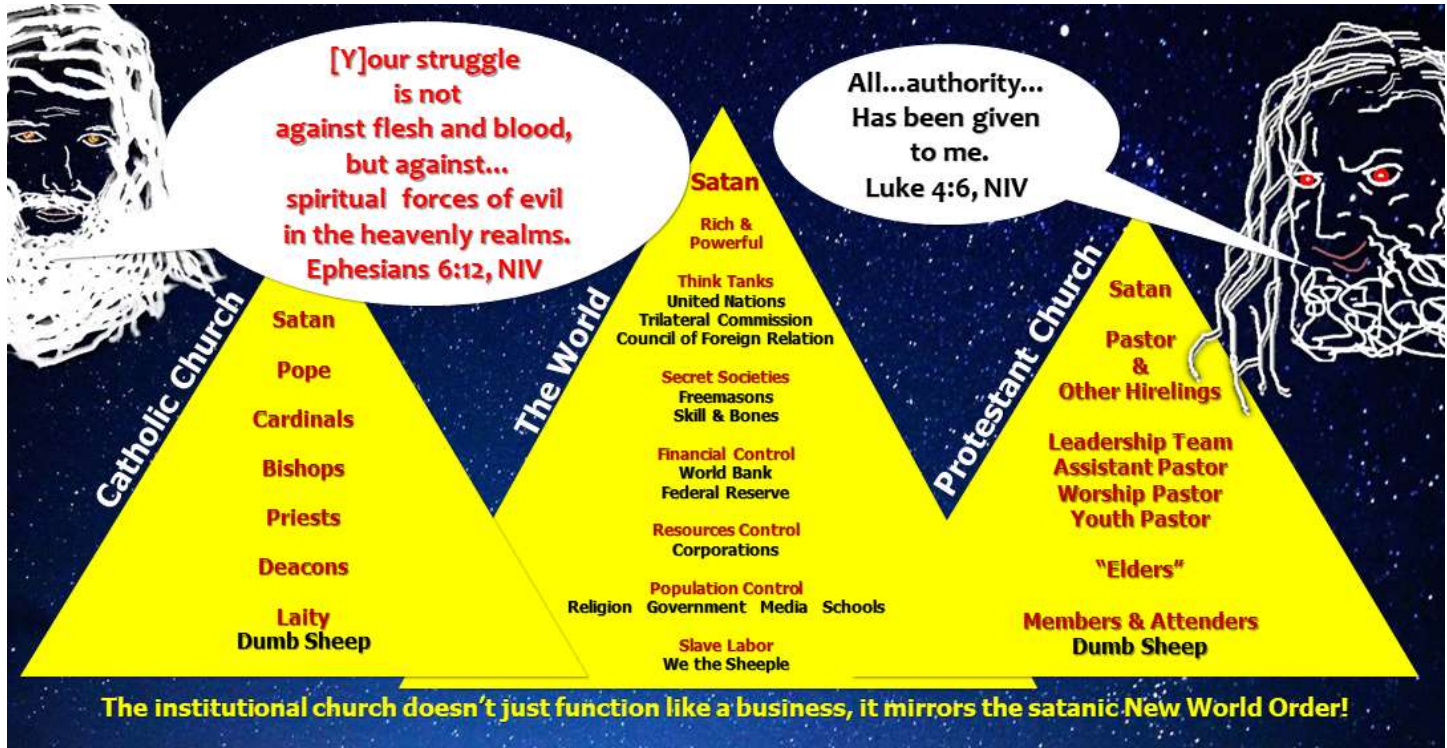 [Y]our struggle
is not
against flesh and blood,
but against...
spiritual forces of evil
in the heavenly realms.
Ephesians 6:12, NIV
All...authority...
Has been given
to me.
Luke 4:6, NIV
Catholic Church
Satan
Pope
Cardinals
Bishops
Priests
Deacons
Laity
Dumb Sheep
The World
Satan
Rich &
Powerful
Think Tanks
United Nations
Trilateral Commission
Council of Foreign Relation
Secret Societies
Freemasons
Skill & Bones
Financial Control
World Bank
Federal Reserve
Resources Control
Corporations
Population Control
Religion Government Media Schools
Slave Labor
We the Sheeple
Protestant Church
Satan
Pastor
&
Other Hirelings
Leadership Team
Assistant Pastor
Worship Pastor
Youth Pastor
"Elders"
Members & Attenders
Dumb Sheep
The institutional church doesn't just function like a business, it mirrors the satanic New World Order!